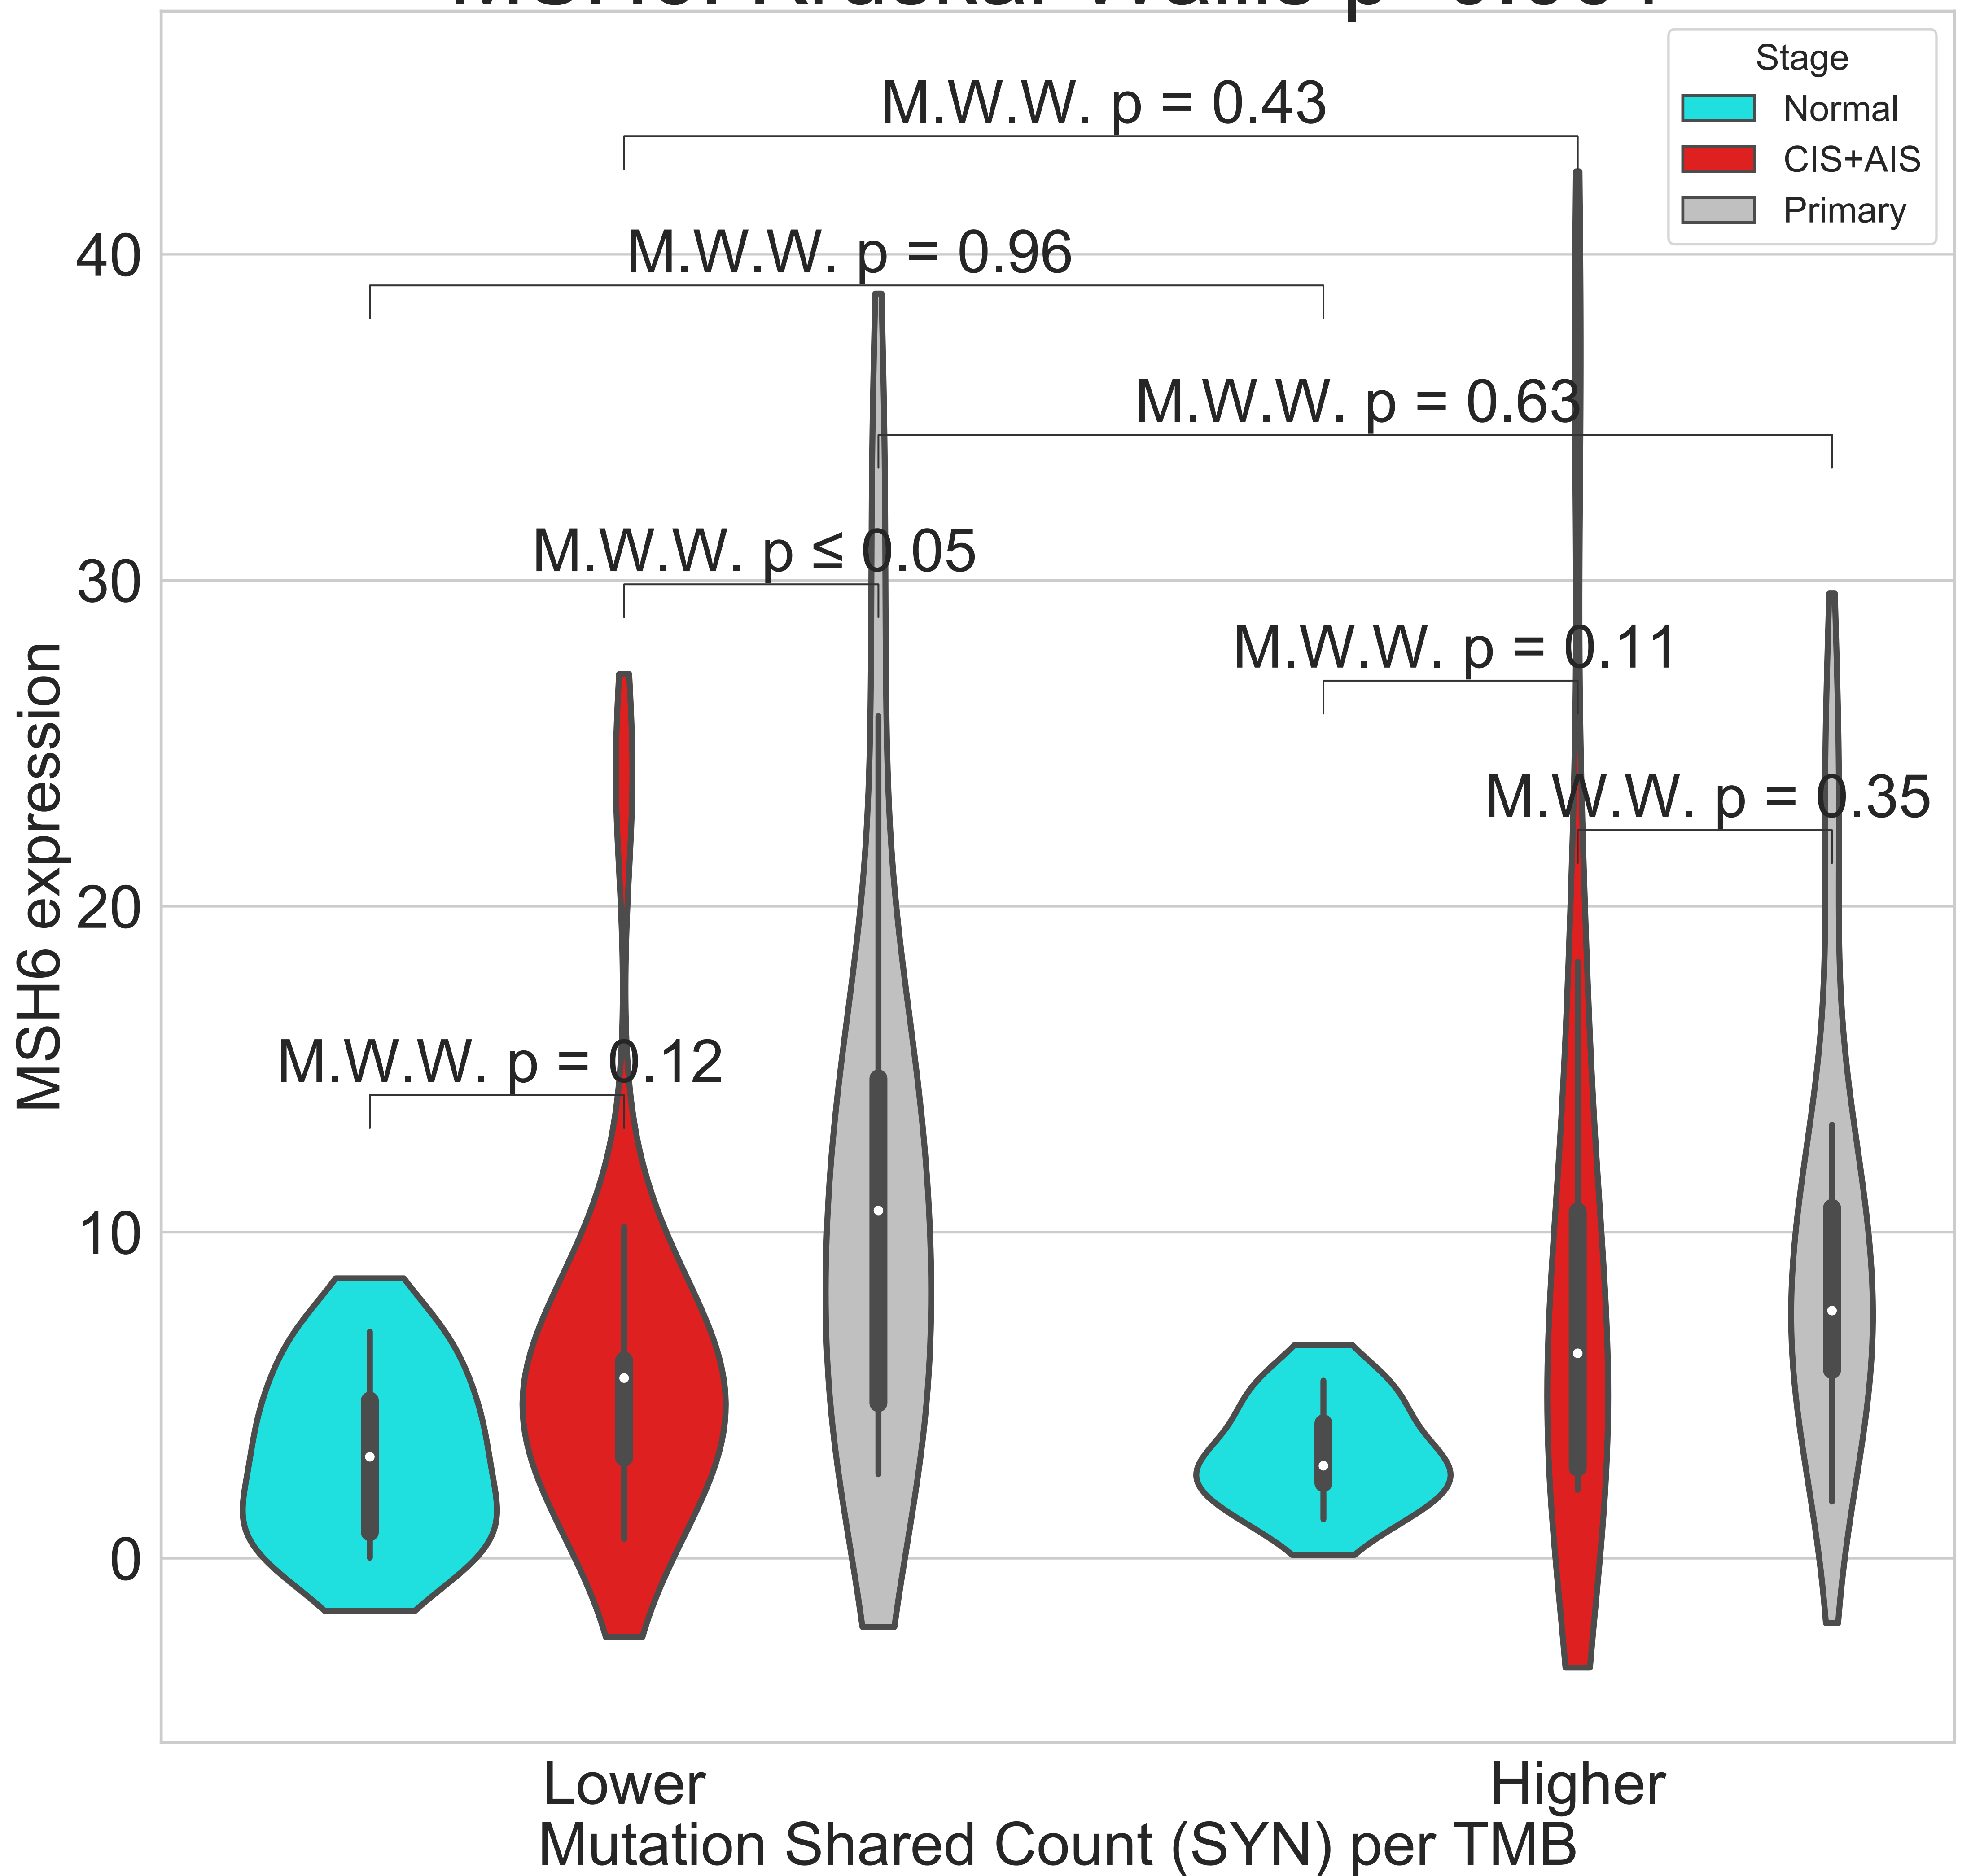 Stage
Normal
CIS+AIS
Primary
M.W.W. p = 0.43
M.W.W. p = 0.96
M.W.W. p = 0.63
M.W.W. p ≤ 0.05
M.W.W. p = 0.11
M.W.W. p = 0.35
M.W.W. p = 0.12
MSH6 expression
40
30
20
10
0
Lower
Higher
Mutation Shared Count (SYN) per TMB